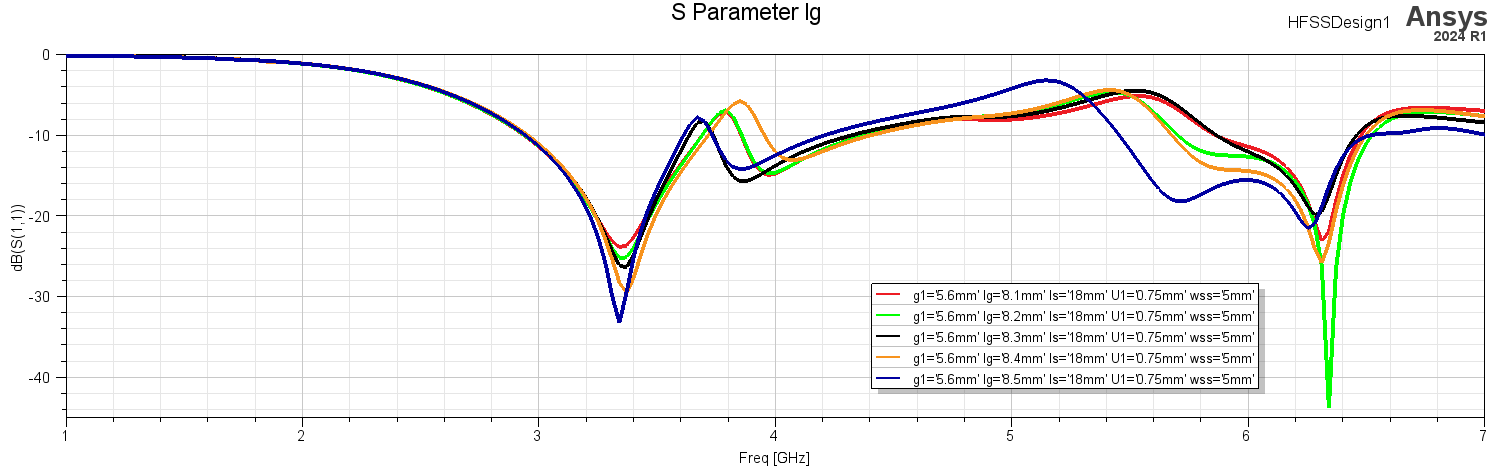 S Parameter lg
HFSSDesign1
Ansys
2024 R1
dB(S(1,1))
0
-10
-20
-30
-40
g1='5.6mm' lg='8.1mm' ls='18mm' U1='0.75mm' wss='5mm'
g1='5.6mm' lg='8.2mm' ls='18mm' U1='0.75mm' wss='5mm'
g1='5.6mm' lg='8.3mm' ls='18mm' U1='0.75mm' wss='5mm'
g1='5.6mm' lg='8.4mm' ls='18mm' U1='0.75mm' wss='5mm'
g1='5.6mm' lg='8.5mm' ls='18mm' U1='0.75mm' wss='5mm'
1 2 3 4 5 6 7
Freq [GHz]